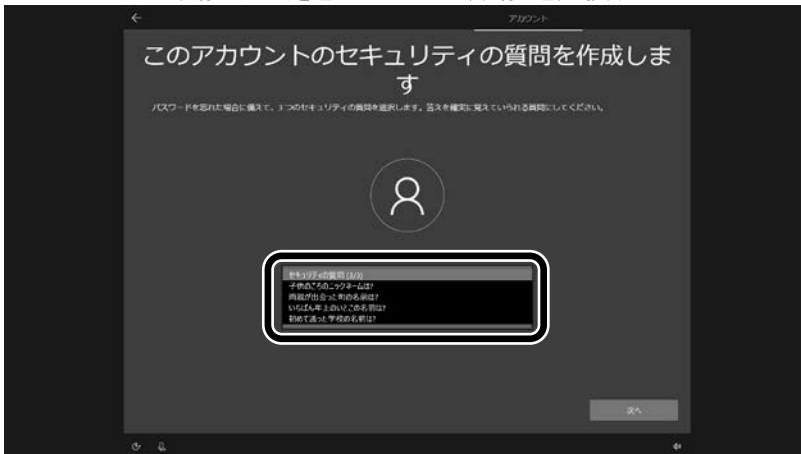 アカウント
このアカウントのセキュリティの質問を作成しま
す
パスワードを忘れた場合に備えて、3 つのセキュリティの質問を選択します。答えを確実に覚えていられる質問にしてください。
セキュリティの質問 (3/3)
子供のころのニックネームは?
両親が出会った町の名前は?
いちばん年上のいとこの名前は?
初めて通った学校の名前は?
次へ